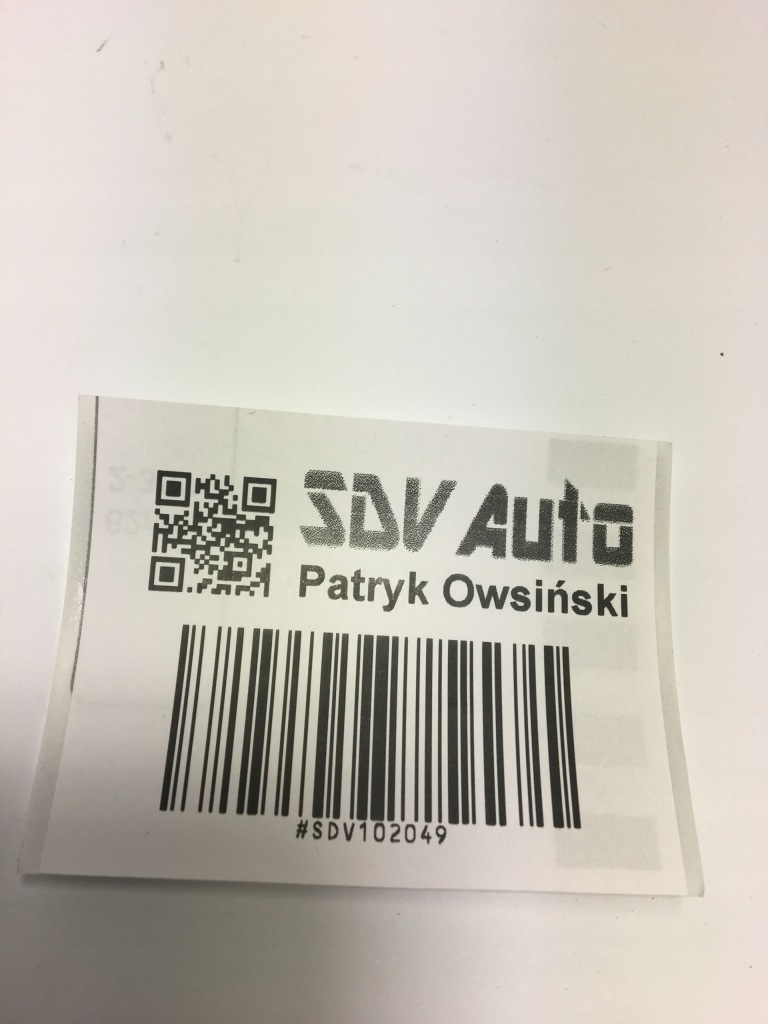 SDV Auto
Patryk Owsiński
#SDV102049